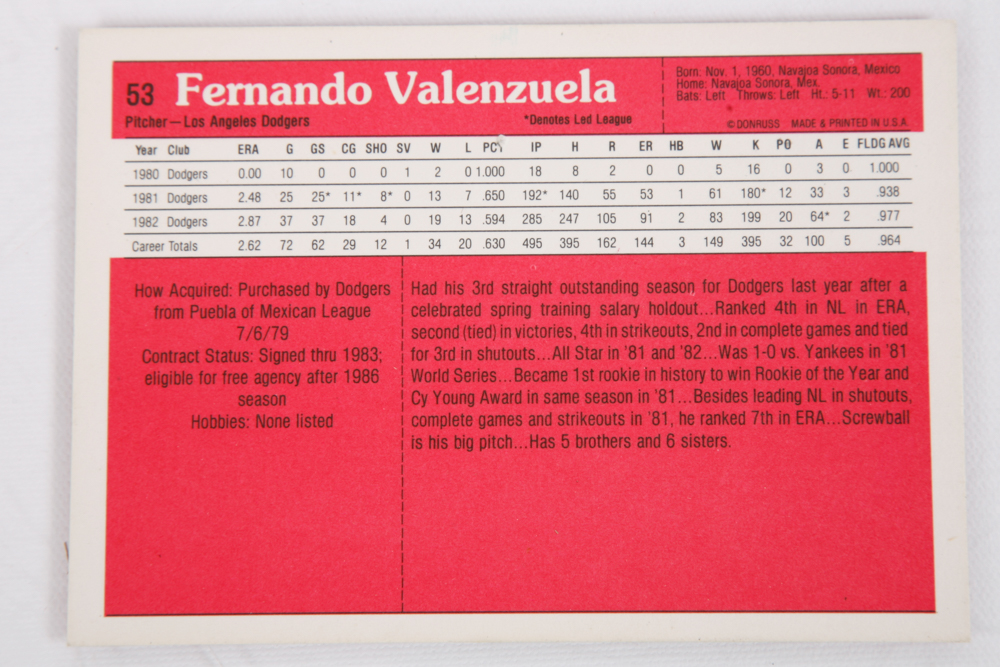 53 Fernando Valenzuela
Pitcher—Los Angeles Dodgers
*Denotes Led League
Born: Nov. 1, 1960, Navajoa Sonora, Mexico
Home: Navajoa Sonora, Mex.
Bats: Left Throws: Left Ht.: 5-11 Wt.: 200
© DONRUSS MADE & PRINTED IN U.S.A.
Year Club ERA G GS CG SHO SV W L PCT IP H R ER HB W K PO A E FLDG AVG
1980 Dodgers 0.00 10 0 0 0 1 2 0 1.000 18 8 2 0 0 5 16 0 3 0 1.000
1981 Dodgers 2.48 25 25* 11* 8* 0 13 7 .650 192* 140 55 53 1 61 180* 12 33 3 .938
1982 Dodgers 2.87 37 37 18 4 0 19 13 .594 285 247 105 91 2 83 199 20 64* 2 .977
Career Totals 2.62 72 62 29 12 1 34 20 .630 495 395 162 144 3 149 395 32 100 5 .964
How Acquired: Purchased by Dodgers
from Puebla of Mexican League
7/6/79
Contract Status: Signed thru 1983;
eligible for free agency after 1986
season
Hobbies: None listed
Had his 3rd straight outstanding season for Dodgers last year after a
celebrated spring training salary holdout...Ranked 4th in NL in ERA,
second (tied) in victories, 4th in strikeouts, 2nd in complete games and tied
for 3rd in shutouts...All Star in '81 and '82...Was 1-0 vs. Yankees in '81
World Series...Became 1st rookie in history to win Rookie of the Year and
Cy Young Award in same season in '81...Besides leading NL in shutouts,
complete games and strikeouts in '81, he ranked 7th in ERA...Screwball
is his big pitch...Has 5 brothers and 6 sisters.